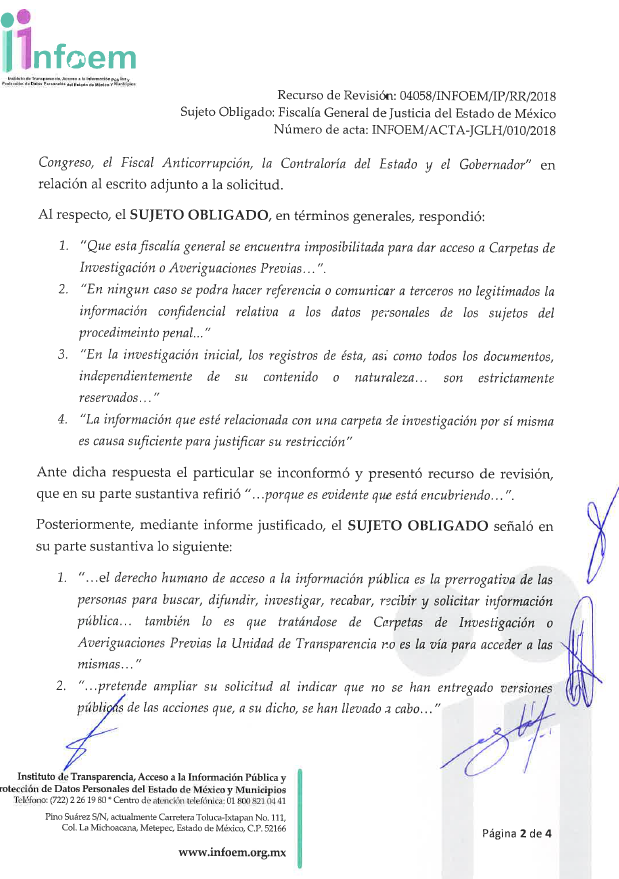 infoem
Instituto de Transparencia, Acceso a la Información Pública y
Protección de Datos Personales del Estado de México y Municipios
Recurso de Revisión: 04058/INFOEM/IP/RR/2018
Sujeto Obligado: Fiscalía General de Justicia del Estado de México
Número de acta: INFOEM/ACTA-JGLH/010/2018
Congreso, el Fiscal Anticorrupción, la Contraloría del Estado y el Gobernador" en
relación al escrito adjunto a la solicitud.
Al respecto, el SUJETO OBLIGADO, en términos generales, respondió:
1. "Que esta fiscalía general se encuentra imposibilitada para dar acceso a Carpetas de
Investigación o Averiguaciones Previas…".
2. "En ningun caso se podra hacer referencia o comunicar a terceros no legitimados la
información confidencial relativa a los datos personales de los sujetos del
procedimeinto penal..."
3. "En la investigación inicial, los registros de ésta, así como todos los documentos,
independientemente de su contenido o naturaleza… son estrictamente
reservados…"
4. "La información que esté relacionada con una carpeta de investigación por sí misma
es causa suficiente para justificar su restricción"
Ante dicha respuesta el particular se inconformó y presentó recurso de revisión,
que en su parte sustantiva refirió "…porque es evidente que está encubriendo…".
Posteriormente, mediante informe justificado, el SUJETO OBLIGADO señaló en
su parte sustantiva lo siguiente:
1. "…el derecho humano de acceso a la información pública es la prerrogativa de las
personas para buscar, difundir, investigar, recabar, recibir y solicitar información
pública… también lo es que tratándose de Carpetas de Investigación o
Averiguaciones Previas la Unidad de Transparencia no es la vía para acceder a las
mismas…"
2. "…pretende ampliar su solicitud al indicar que no se han entregado versiones
públicas de las acciones que, a su dicho, se han llevado a cabo…"
Instituto de Transparencia, Acceso a la Información Pública y
rotección de Datos Personales del Estado de México y Municipios
Teléfono: (722) 2 26 19 80 * Centro de atención telefónica: 01 800 821 04 41
Pino Suárez S/N, actualmente Carretera Toluca-Ixtapan No. 111,
Col. La Michoacana, Metepec, Estado de México, C.P. 52166
www.infoem.org.mx
Página 2 de 4